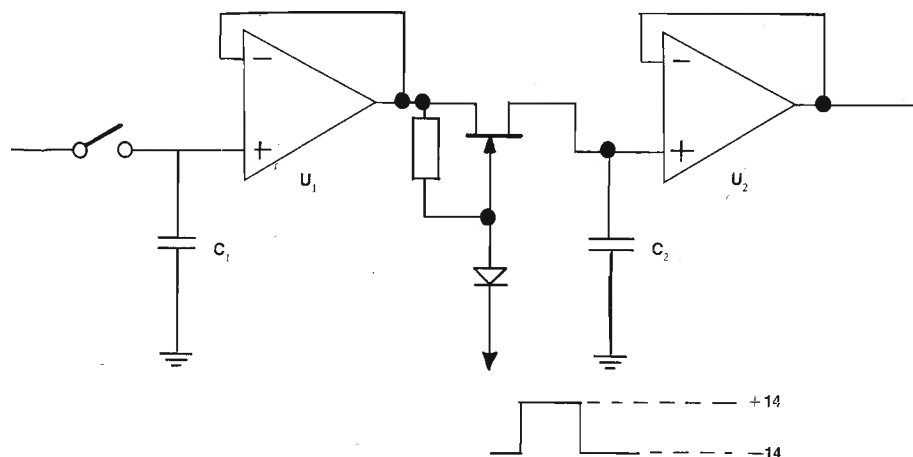 −
+
U₁
C₁
−
+
U₂
C₂
+14
−14